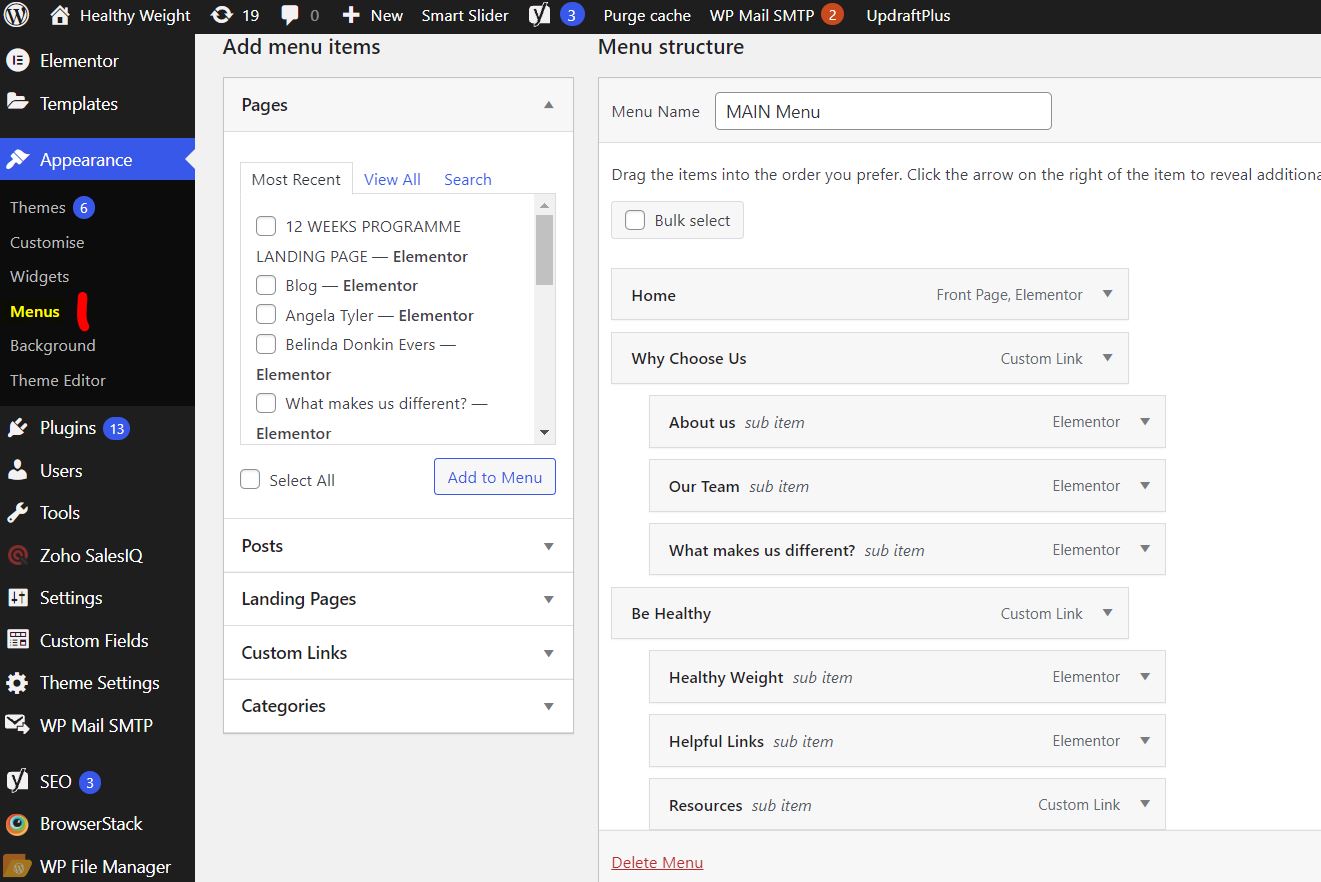 Healthy Weight 19 0 New Smart Slider 3 Purge cache WP Mail SMTP 2 UpdraftPlus
Elementor
Templates
Appearance
Themes 6
Customise
Widgets
Menus
Background
Theme Editor
Plugins 13
Users
Tools
Zoho SalesIQ
Settings
Custom Fields
Theme Settings
WP Mail SMTP
SEO 3
BrowserStack
WP File Manager
Add menu items
Pages
Most Recent View All Search
12 WEEKS PROGRAMME
LANDING PAGE — Elementor
Blog — Elementor
Angela Tyler — Elementor
Belinda Donkin Evers —
Elementor
What makes us different? —
Elementor
Select All Add to Menu
Posts
Landing Pages
Custom Links
Categories
Menu structure
Menu Name MAIN Menu
Drag the items into the order you prefer. Click the arrow on the right of the item to reveal additiona
Bulk select
Home Front Page, Elementor
Why Choose Us Custom Link
About us sub item Elementor
Our Team sub item Elementor
What makes us different? sub item Elementor
Be Healthy Custom Link
Healthy Weight sub item Elementor
Helpful Links sub item Elementor
Resources sub item Custom Link
Delete Menu